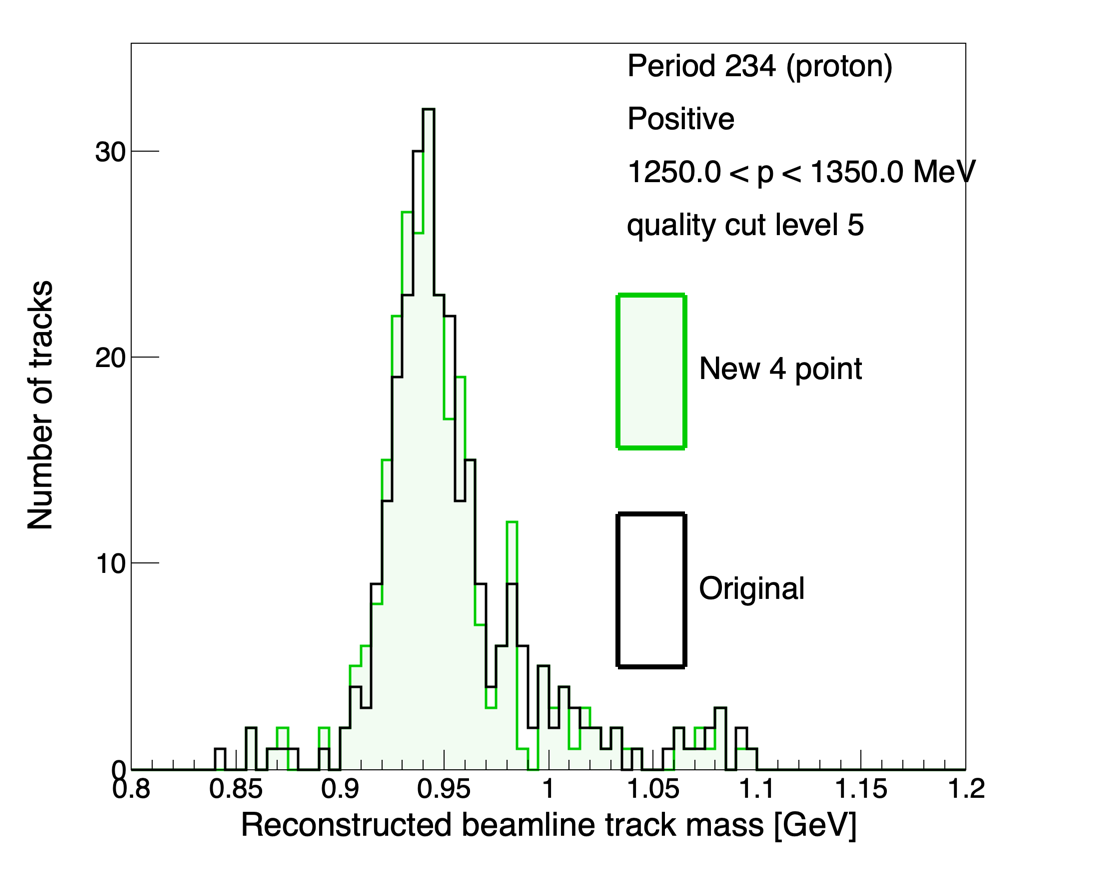 Period 234 (proton)
Positive
1250.0 < p < 1350.0 MeV
quality cut level 5
New 4 point
Original
Number of tracks
30
20
10
0
0.8 0.85 0.9 0.95 1 1.05 1.1 1.15 1.2
Reconstructed beamline track mass [GeV]